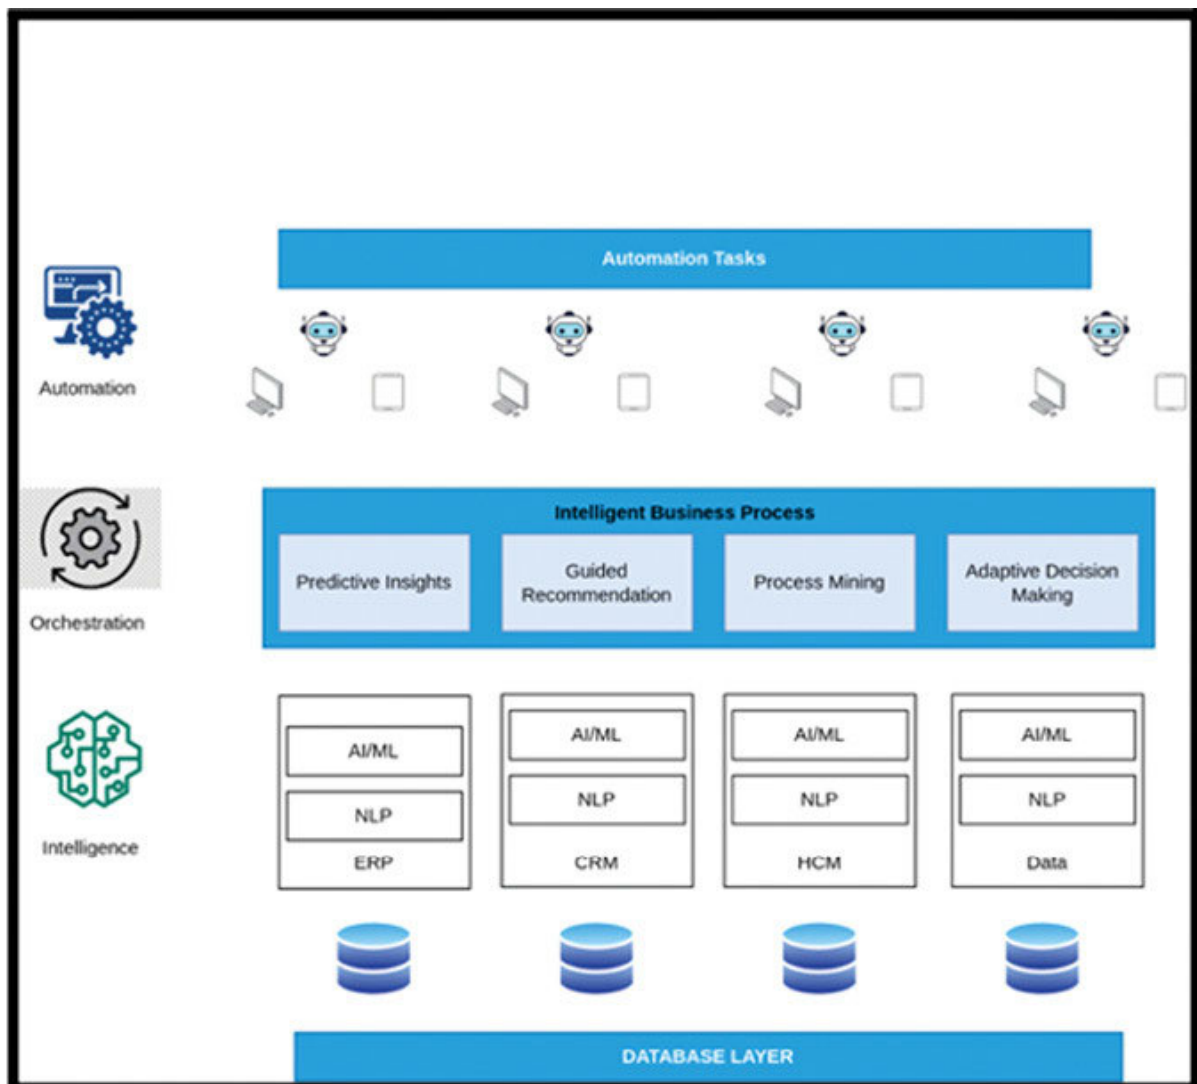 Automation Tasks
Automation
Intelligent Business Process
Predictive Insights
Guided
Recommendation
Process Mining
Adaptive Decision
Making
Orchestration
AI/ML
NLP
ERP
AI/ML
NLP
CRM
AI/ML
NLP
HCM
AI/ML
NLP
Data
Intelligence
DATABASE LAYER